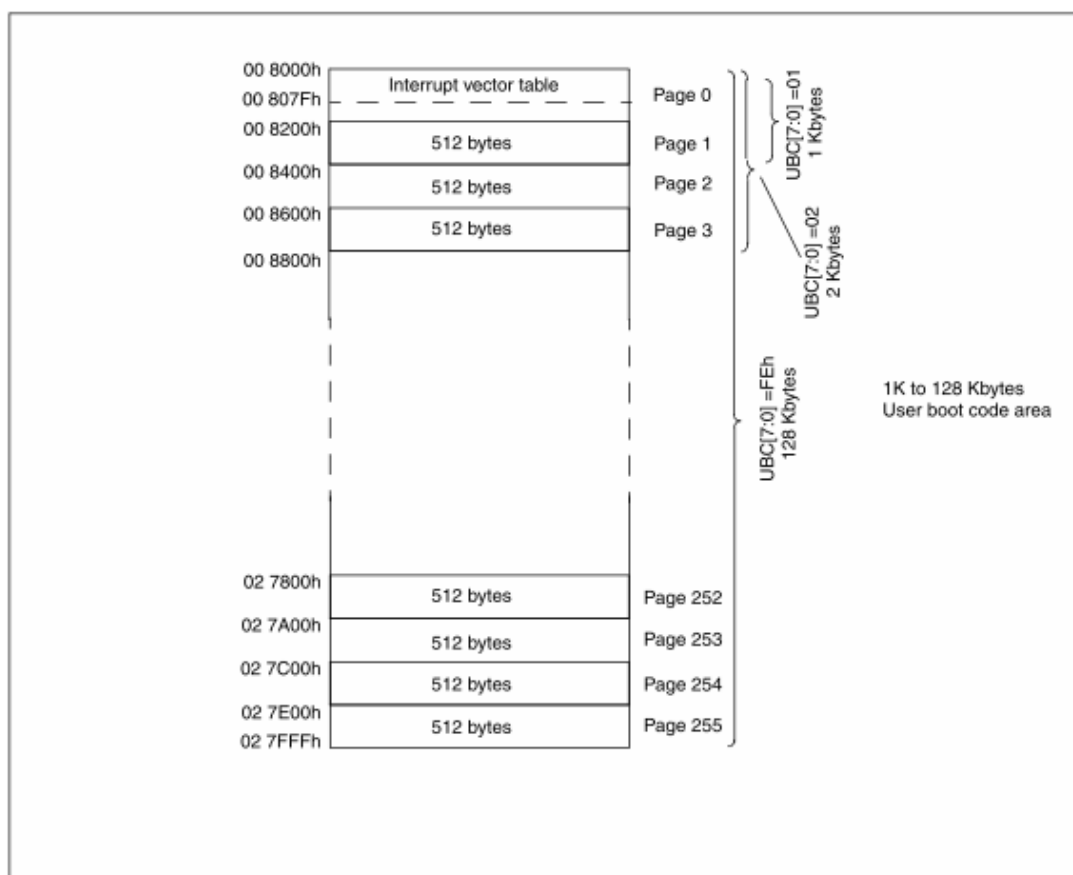 00 8000h
Interrupt vector table
00 807Fh
Page 0
00 8200h
512 bytes
Page 1
00 8400h
512 bytes
Page 2
00 8600h
512 bytes
Page 3
00 8800h
UBC[7:0] =01
1 Kbytes
UBC[7:0] =02
2 Kbytes
UBC[7:0] =FEh
128 Kbytes
1K to 128 Kbytes
User boot code area
02 7800h
512 bytes
Page 252
02 7A00h
512 bytes
Page 253
02 7C00h
512 bytes
Page 254
02 7E00h
512 bytes
Page 255
02 7FFFh